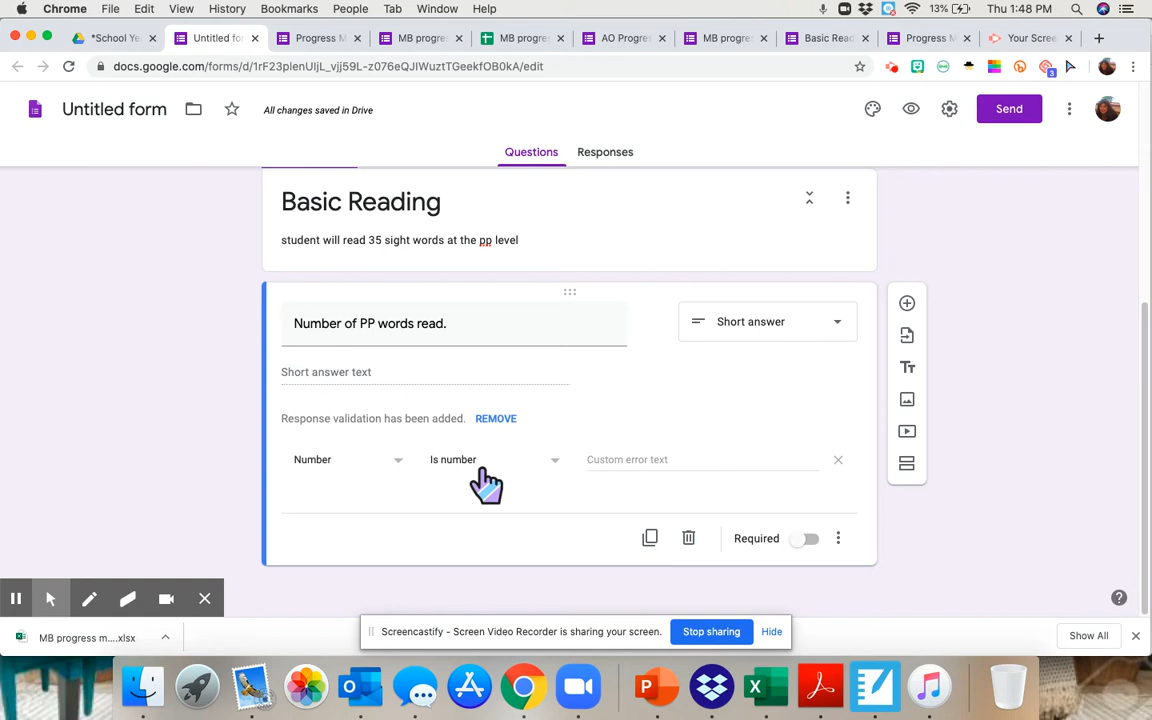 Chrome File Edit View History Bookmarks People Tab Window Help 13% Thu 1:48 PM
*School Ye Untitled fo Progress M MB progre MB progre AO Progre MB progre Basic Rea Progress M Your Scree
docs.google.com/forms/d/1rF23plenUIjL_vjj59L-z076eQJIWuztTGeekfOB0kA/edit 3
Untitled form All changes saved in Drive Send
Questions Responses
Basic Reading
student will read 35 sight words at the pp level
Number of PP words read. Short answer
Short answer text
Response validation has been added. REMOVE
Number Is number Custom error text
Required
MB progress m....xlsx Screencastify - Screen Video Recorder is sharing your screen. Stop sharing Hide Show All